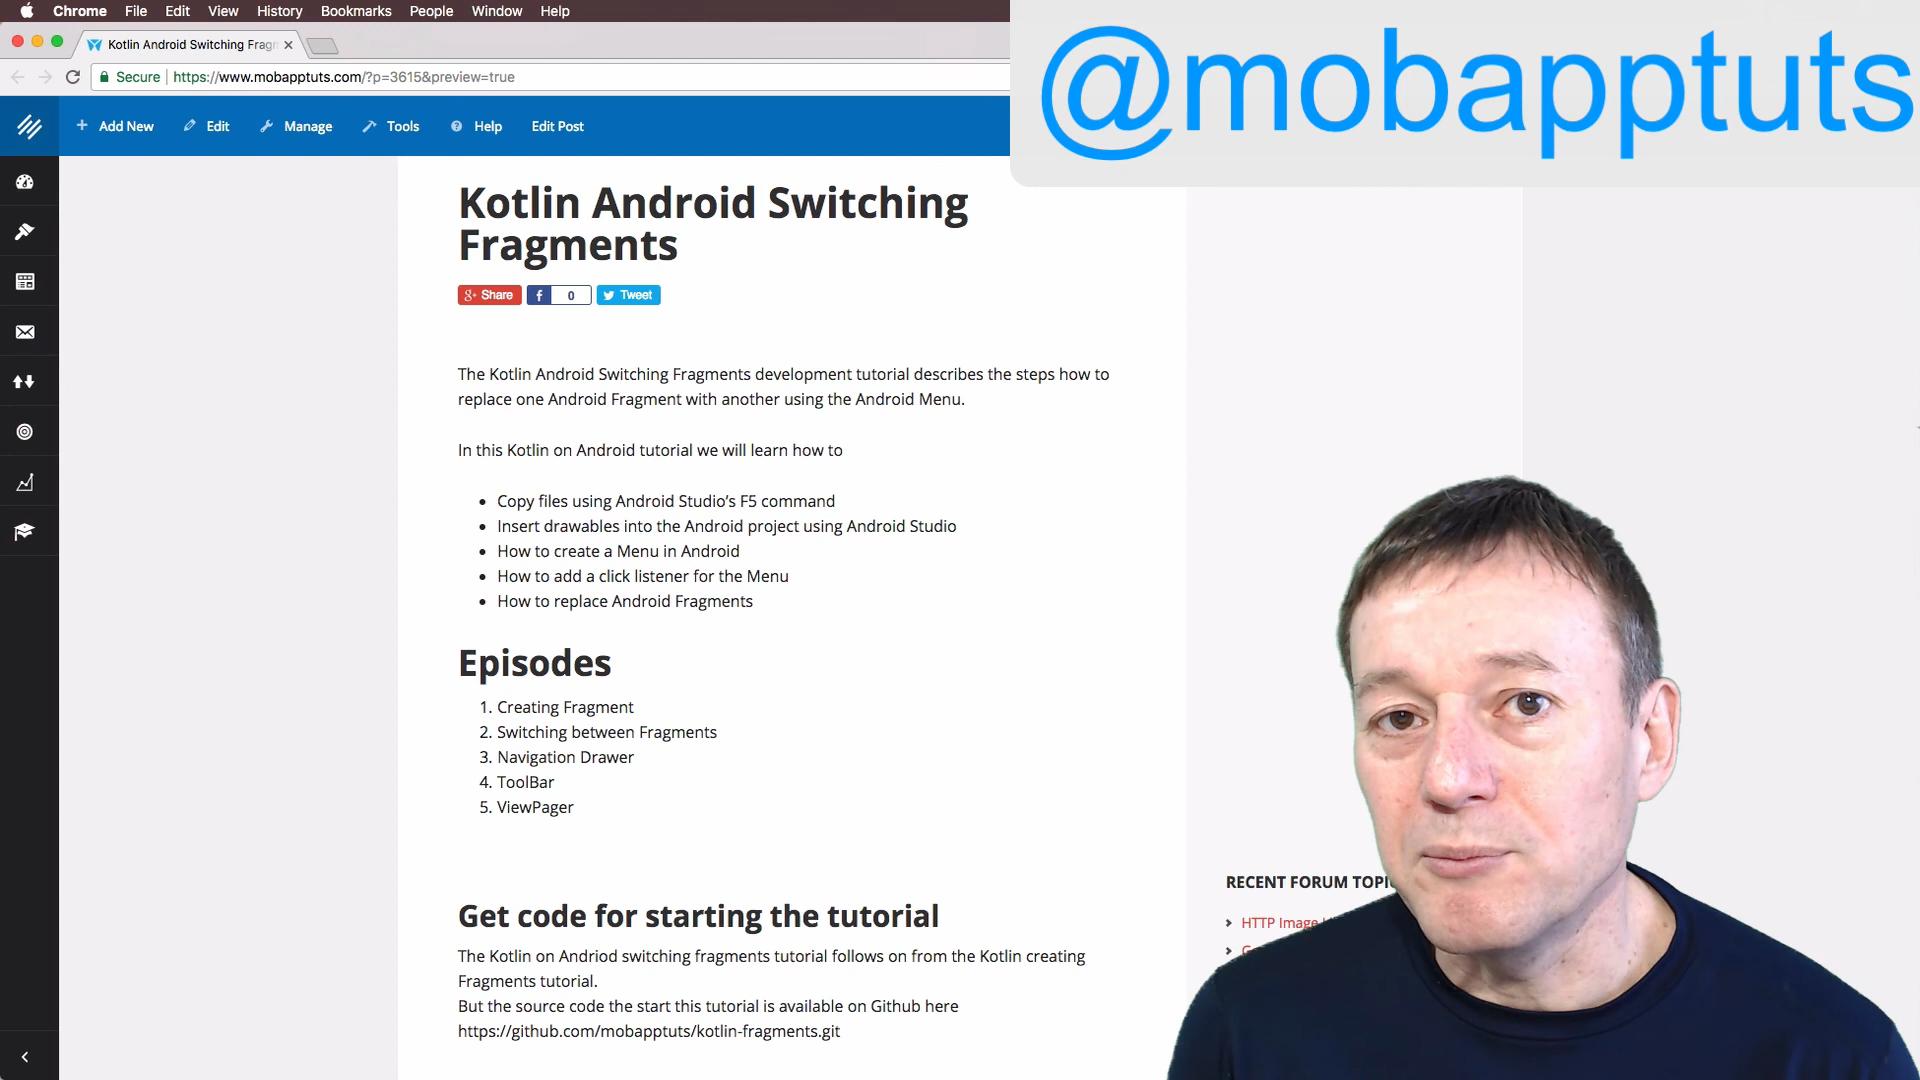 Chrome File Edit View History Bookmarks People Window Help
@mobapptuts
Kotlin Android Switching Frag
Secure https://www.mobapptuts.com/?p=3615&preview=true
Add New Edit Manage Tools Help Edit Post
Kotlin Android Switching
Fragments
Share 0 Tweet
The Kotlin Android Switching Fragments development tutorial describes the steps how to
replace one Android Fragment with another using the Android Menu.
In this Kotlin on Android tutorial we will learn how to
• Copy files using Android Studio’s F5 command
• Insert drawables into the Android project using Android Studio
• How to create a Menu in Android
• How to add a click listener for the Menu
• How to replace Android Fragments
Episodes
1. Creating Fragment
2. Switching between Fragments
3. Navigation Drawer
4. ToolBar
5. ViewPager
Get code for starting the tutorial
The Kotlin on Andriod switching fragments tutorial follows on from the Kotlin creating
Fragments tutorial.
But the source code the start this tutorial is available on Github here
https://github.com/mobapptuts/kotlin-fragments.git
RECENT FORUM TOPI
HTTP Image